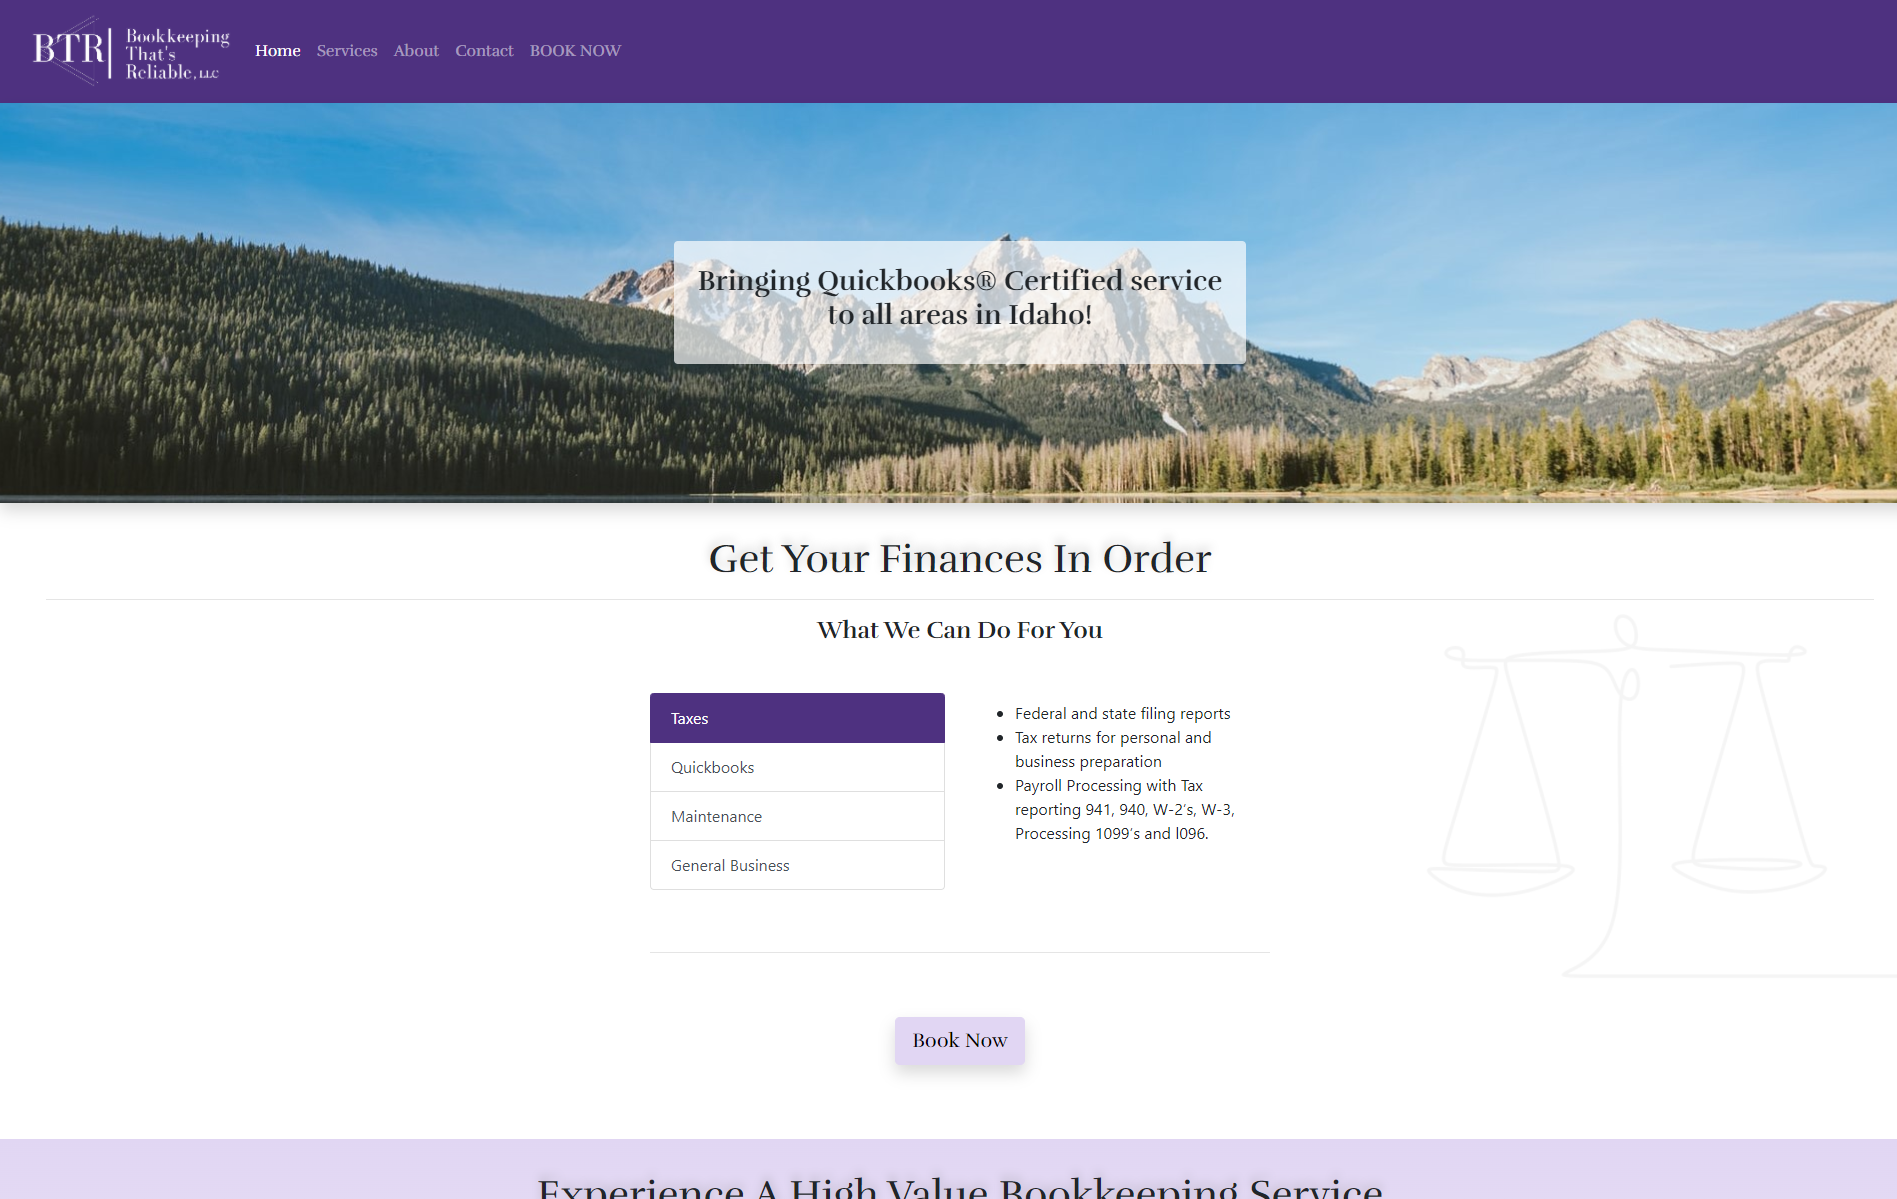 BTR
Bookkeeping
That's
Reliable, LLC
Home Services About Contact BOOK NOW
Bringing Quickbooks® Certified service
to all areas in Idaho!
Get Your Finances In Order
What We Can Do For You
Taxes
Quickbooks
Maintenance
General Business
• Federal and state filing reports
• Tax returns for personal and
business preparation
• Payroll Processing with Tax
reporting 941, 940, W-2's, W-3,
Processing 1099's and l096.
Book Now
Experience A High Value Bookkeeping Service